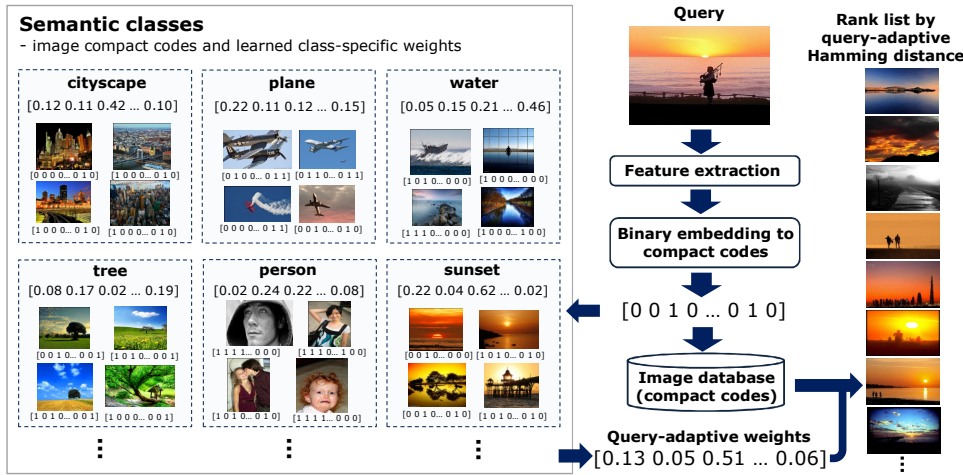 Semantic classes
- image compact codes and learned class-specific weights
cityscape
[0.12 0.11 0.42 ... 0.10]
[0 0 0 0... 0 1 0]
[1 0 0 0... 0 1 0]
[1 0 0 0... 0 1 0]
[1 0 0 0... 0 1 0]
plane
[0.22 0.11 0.12 ... 0.15]
[0 1 0 0... 0 1 1]
[0 1 1 0... 0 1 1]
[0 0 0 0... 0 1 1]
[0 0 1 0... 0 1 0]
water
[0.05 0.15 0.21 ... 0.46]
[1 0 1 0... 0 0 0]
[0 0 1 0... 0 0 0]
[1 1 1 0... 0 0 0]
[1 0 0 0... 1 0 0]
tree
[0.08 0.17 0.02 ... 0.19]
[0 0 1 0... 0 0 1]
[0 0 1 0... 0 0 1]
[1 0 1 0... 0 0 1]
[1 0 0 0... 0 0 1]
person
[0.02 0.24 0.22 ... 0.08]
[1 1 1 1... 0 0 0]
[1 1 1 0... 1 0 0]
[1 0 1 0... 0 1 0]
[1 1 1 1... 0 0 0]
sunset
[0.22 0.04 0.62 ... 0.02]
[0 0 1 0... 0 0 0]
[0 0 1 0... 0 1 0]
[0 0 1 0... 0 0 0]
[0 0 1 0... 0 1 0]
Query
Feature extraction
Binary embedding to
compact codes
[0 0 1 0 ... 0 1 0]
Image database
(compact codes)
Query-adaptive weights
[0.13 0.05 0.51 ... 0.06]
Rank list by
query-adaptive
Hamming distance